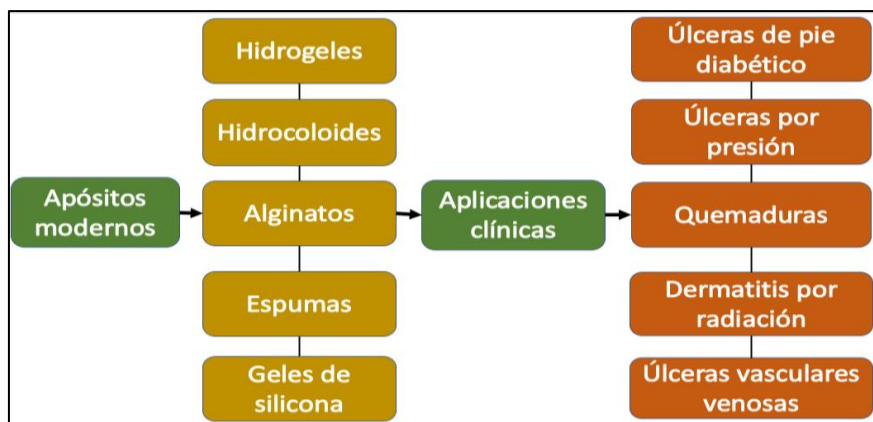 Apósitos
modernos
Hidrogeles
Hidrocoloides
Alginatos
Espumas
Geles de
silicona
Aplicaciones
clínicas
Úlceras de pie
diabético
Úlceras por
presión
Quemaduras
Dermatitis por
radiación
Úlceras vasculares
venosas